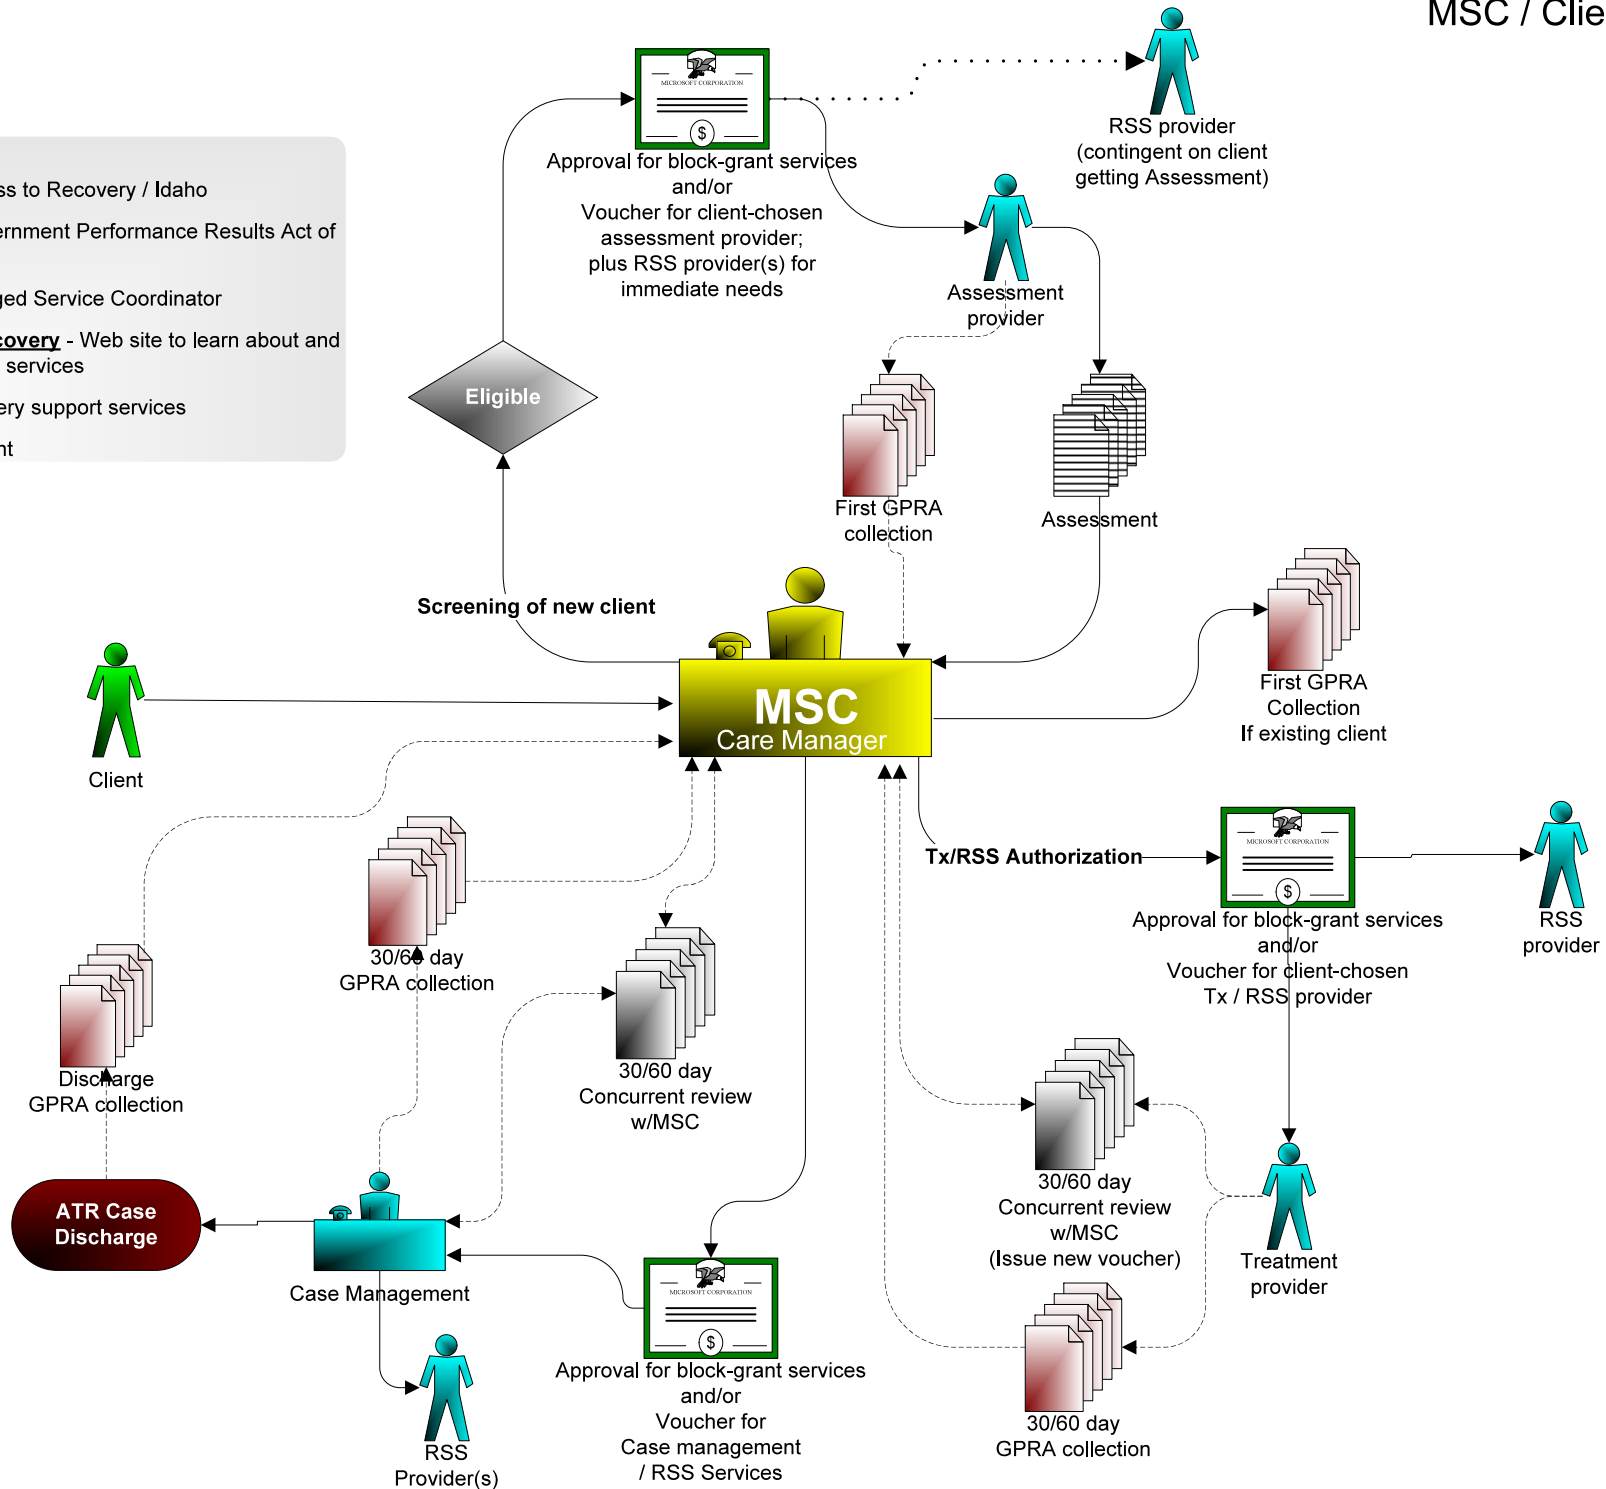 MSC / Clie
ss to Recovery / Idaho
ernment Performance Results Act of
ged Service Coordinator
covery - Web site to learn about and
services
ery support services
nt
MICROSOFT CORPORATION
$
Approval for block-grant services
and/or
Voucher for client-chosen
assessment provider;
plus RSS provider(s) for
immediate needs
RSS provider
(contingent on client
getting Assessment)
Assessment
provider
Eligible
First GPRA
collection
Assessment
Screening of new client
MSC
Care Manager
First GPRA
Collection
If existing client
Client
Tx/RSS Authorization
MICROSOFT CORPORATION
$
Approval for block-grant services
and/or
Voucher for client-chosen
Tx / RSS provider
RSS
provider
30/60 day
GPRA collection
Discharge
GPRA collection
30/60 day
Concurrent review
w/MSC
30/60 day
Concurrent review
w/MSC
(Issue new voucher)
Treatment
provider
ATR Case
Discharge
Case Management
MICROSOFT CORPORATION
$
Approval for block-grant services
and/or
Voucher for
Case management
/ RSS Services
RSS
Provider(s)
30/60 day
GPRA collection